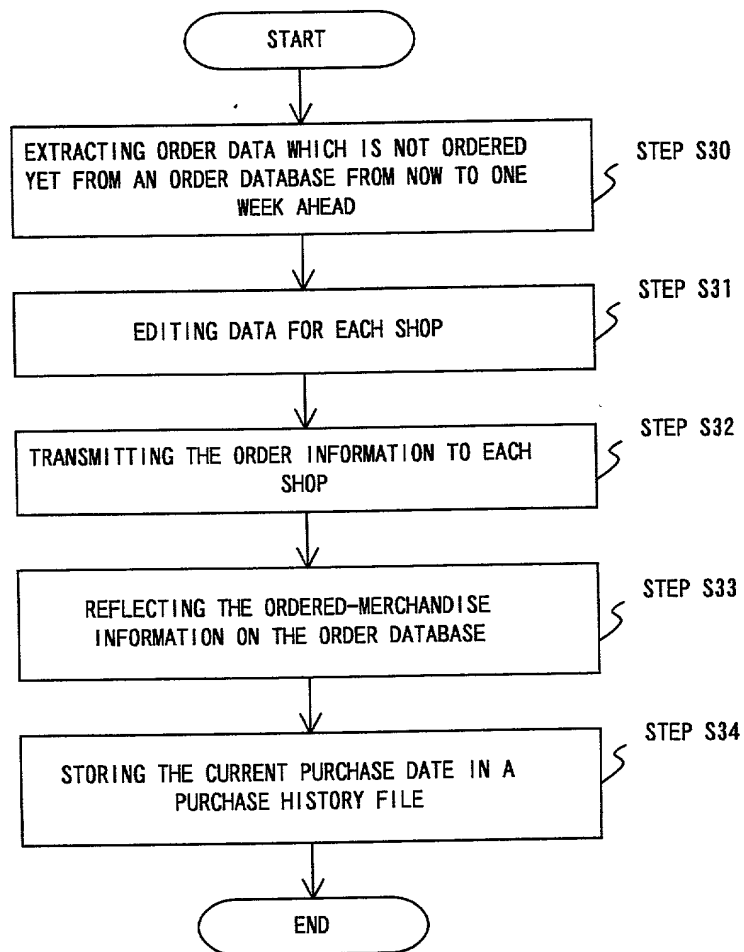 START
EXTRACTING ORDER DATA WHICH IS NOT ORDERED
YET FROM AN ORDER DATABASE FROM NOW TO ONE
WEEK AHEAD
STEP S30
EDITING DATA FOR EACH SHOP
STEP S31
TRANSMITTING THE ORDER INFORMATION TO EACH
SHOP
STEP S32
REFLECTING THE ORDERED-MERCHANDISE
INFORMATION ON THE ORDER DATABASE
STEP S33
STORING THE CURRENT PURCHASE DATE IN A
PURCHASE HISTORY FILE
STEP S34
END